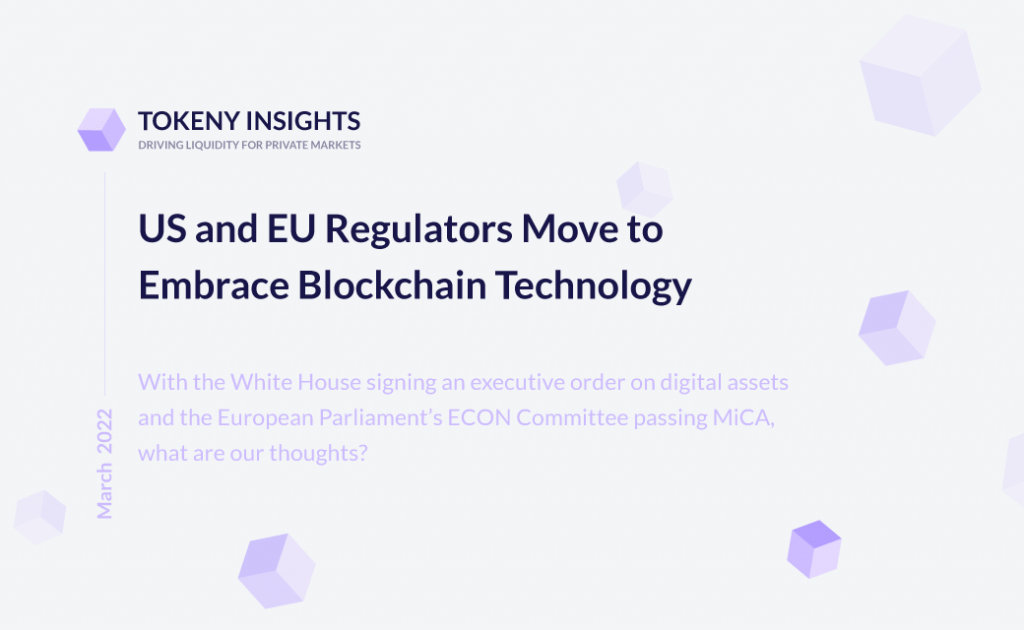 TOKENY INSIGHTS
DRIVING LIQUIDITY FOR PRIVATE MARKETS
US and EU Regulators Move to
Embrace Blockchain Technology
With the White House signing an executive order on digital assets
and the European Parliament’s ECON Committee passing MiCA,
what are our thoughts?
March 2022